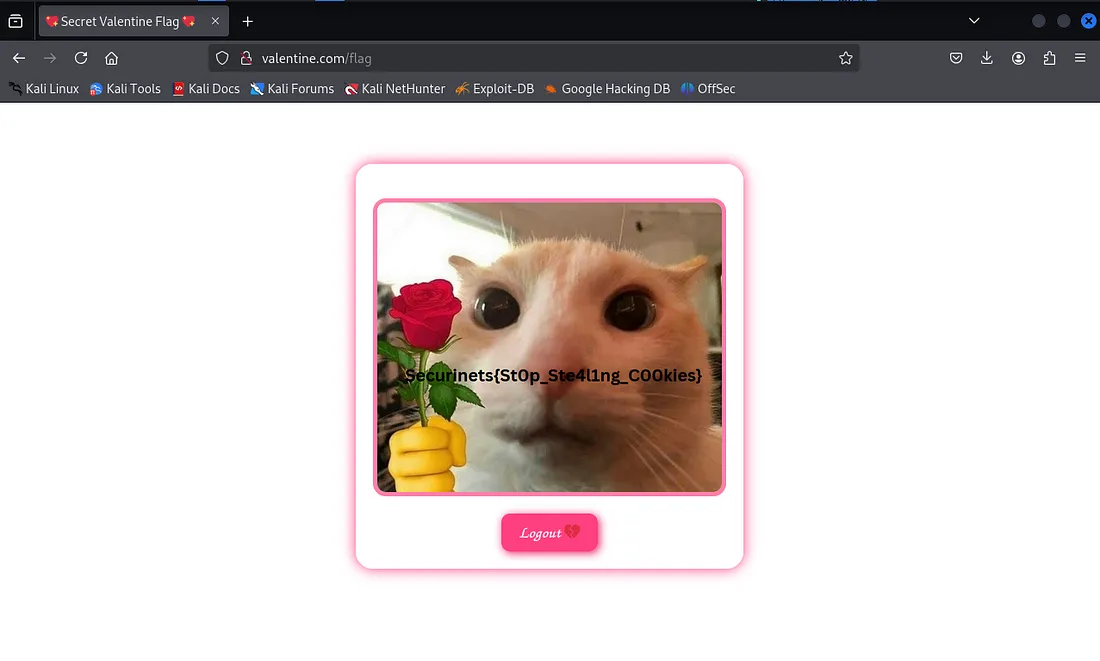 💘Secret Valentine Flag💘
valentine.com/flag
Kali Linux Kali Tools Kali Docs Kali Forums Kali NetHunter Exploit-DB Google Hacking DB OffSec
Securinets{St0p_Ste4l1ng_C00kies}
Logout 💔